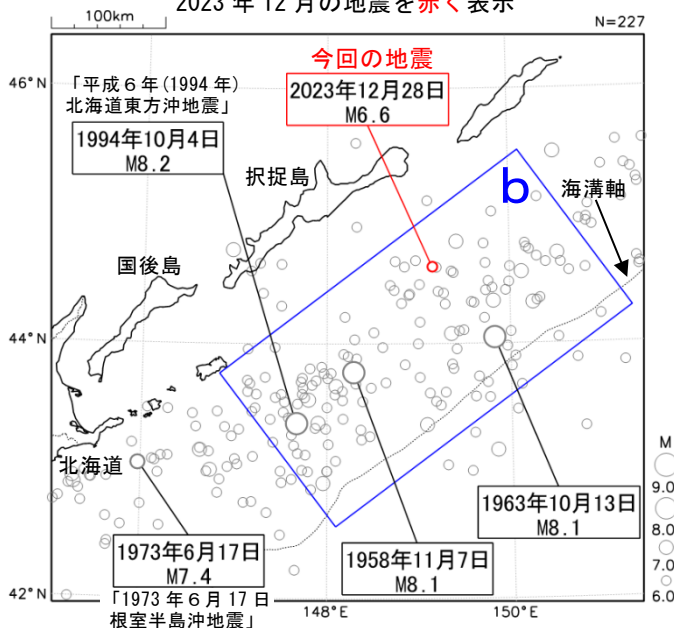 2023 年 12 月の地震を赤く表示
100km
N=227
今回の地震
46°N
「平成６年(1994 年)
北海道東方沖地震」
2023年12月28日
M6.6
1994年10月4日
M8.2
択捉島
b
海溝軸
国後島
44°N
北海道
M
9.0
8.0
7.0
6.0
1963年10月13日
M8.1
1973年6月17日
M7.4
1958年11月7日
M8.1
42°N
「1973 年６月 17 日
根室半島沖地震」
148°E
150°E